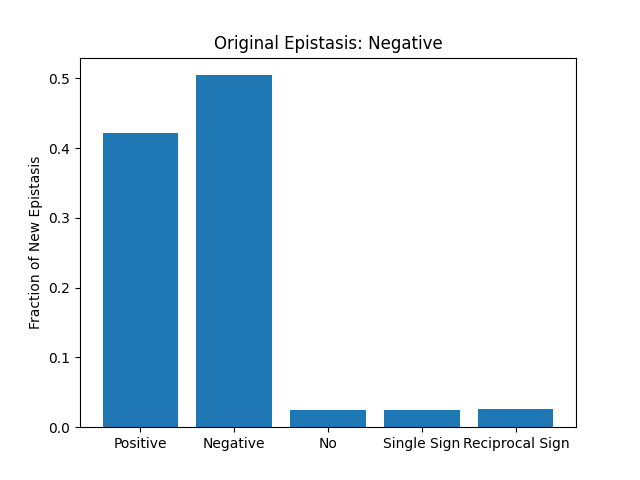 Original Epistasis: Negative
Fraction of New Epistasis
0.5
0.4
0.3
0.2
0.1
0.0
Positive Negative No Single Sign Reciprocal Sign